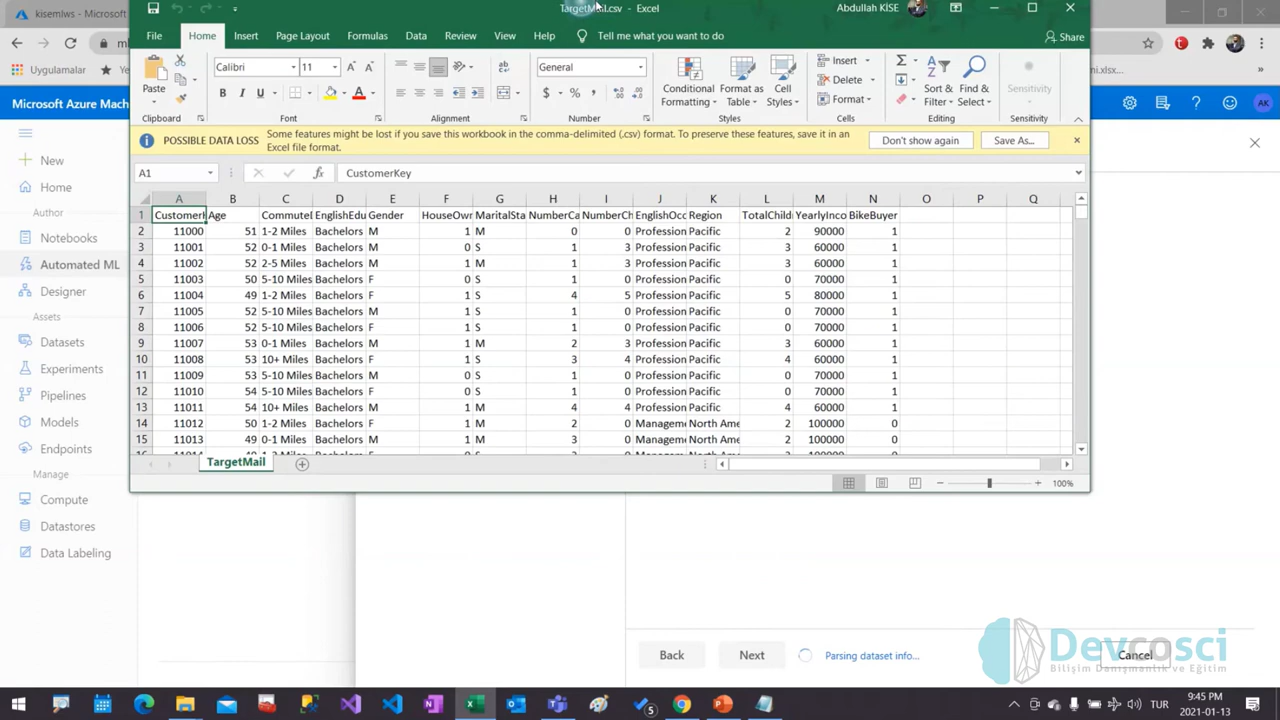 kisemlws
TargetMail.csv - Excel
Abdullah KİSE
File Home Insert Page Layout Formulas Data Review View Help Tell me what you want to do Share
Uygulamalar
Calibri 11
General
Paste
Conditional Formatting
Format as Table
Cell Styles
Insert
Delete
Format
Sort & Filter
Find & Select
Sensitivity
Clipboard Font Alignment Number Styles Cells Editing Sensitivity
Microsoft Azure Mach
AK
POSSIBLE DATA LOSS Some features might be lost if you save this workbook in the comma-delimited (.csv) format. To preserve these features, save it in an Excel file format. Don't show again Save As...
A1 fx CustomerKey
A B C D E F G H I J K L M N O P Q
1 Age Gender Region BikeBuyer
2 11000 51 1-2 Miles Bachelors M 1 M 0 0 Profession Pacific 2 90000 1
3 11001 52 0-1 Miles Bachelors M 0 S 1 3 Profession Pacific 3 60000 1
4 11002 52 2-5 Miles Bachelors M 1 M 1 3 Profession Pacific 3 60000 1
5 11003 50 5-10 Miles Bachelors F 0 S 1 0 Profession Pacific 0 70000 1
6 11004 49 1-2 Miles Bachelors F 1 S 4 5 Profession Pacific 5 80000 1
7 11005 52 5-10 Miles Bachelors M 1 S 1 0 Profession Pacific 0 70000 1
8 11006 52 5-10 Miles Bachelors F 1 S 1 0 Profession Pacific 0 70000 1
9 11007 53 0-1 Miles Bachelors M 1 M 2 3 Profession Pacific 3 60000 1
10 11008 53 10+ Miles Bachelors F 1 S 3 4 Profession Pacific 4 60000 1
11 11009 53 5-10 Miles Bachelors M 0 S 1 0 Profession Pacific 0 70000 1
12 11010 54 5-10 Miles Bachelors F 0 S 1 0 Profession Pacific 0 70000 1
13 11011 54 10+ Miles Bachelors M 1 M 4 4 Profession Pacific 4 60000 1
14 11012 50 1-2 Miles Bachelors F 1 M 2 0 Manageme North Ame 2 100000 0
15 11013 49 0-1 Miles Bachelors M 1 M 3 0 Manageme North Ame 2 100000 0
TargetMail
100%
New
Home
Author
Notebooks
Automated ML
Designer
Assets
Datasets
Experiments
Pipelines
Models
Endpoints
Manage
Compute
Datastores
Data Labeling
Back Next Parsing dataset info... Cancel
Devcosci
Bilişim Danışmanlık ve Eğitim
TUR
9:45 PM
2021-01-13